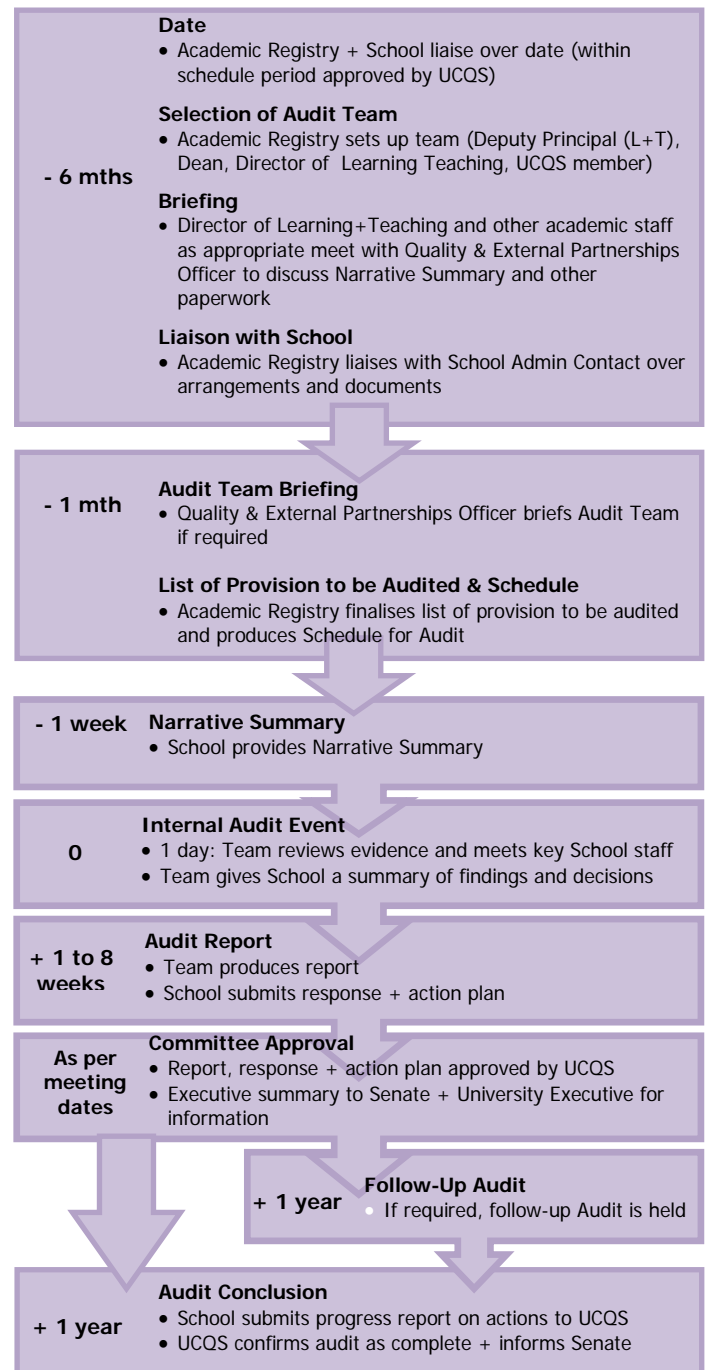 Date
• Academic Registry + School liaise over date (within
schedule period approved by UCQS)
Selection of Audit Team
• Academic Registry sets up team (Deputy Principal (L+T),
Dean, Director of Learning Teaching, UCQS member)
- 6 mths
Briefing
• Director of Learning+Teaching and other academic staff
as appropriate meet with Quality & External Partnerships
Officer to discuss Narrative Summary and other
paperwork
Liaison with School
• Academic Registry liaises with School Admin Contact over
arrangements and documents
- 1 mth
Audit Team Briefing
• Quality & External Partnerships Officer briefs Audit Team
if required
List of Provision to be Audited & Schedule
• Academic Registry finalises list of provision to be audited
and produces Schedule for Audit
- 1 week
Narrative Summary
• School provides Narrative Summary
0
Internal Audit Event
• 1 day: Team reviews evidence and meets key School staff
• Team gives School a summary of findings and decisions
+ 1 to 8
weeks
Audit Report
• Team produces report
• School submits response + action plan
As per
meeting
dates
Committee Approval
• Report, response + action plan approved by UCQS
• Executive summary to Senate + University Executive for
information
+ 1 year
Follow-Up Audit
• If required, follow-up Audit is held
+ 1 year
Audit Conclusion
• School submits progress report on actions to UCQS
• UCQS confirms audit as complete + informs Senate